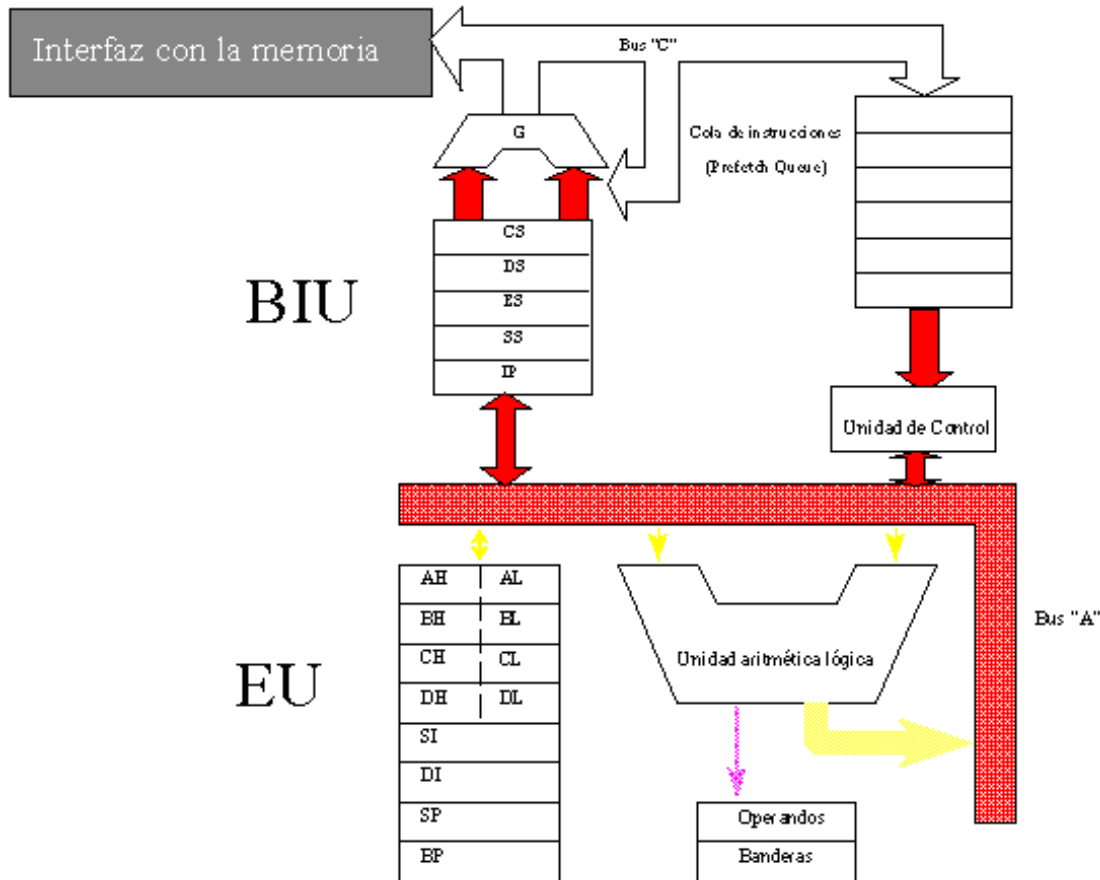 Interfaz con la memoria
Bus "C"
G
Cola de instrucciones
(Prefetch Queue)
CS
DS
ES
SS
IP
BIU
Unidad de Control
AH AL
BH BL
CH CL
DH DL
SI
DI
SP
BP
EU
Unidad aritmética lógica
Bus "A"
Operandos
Banderas